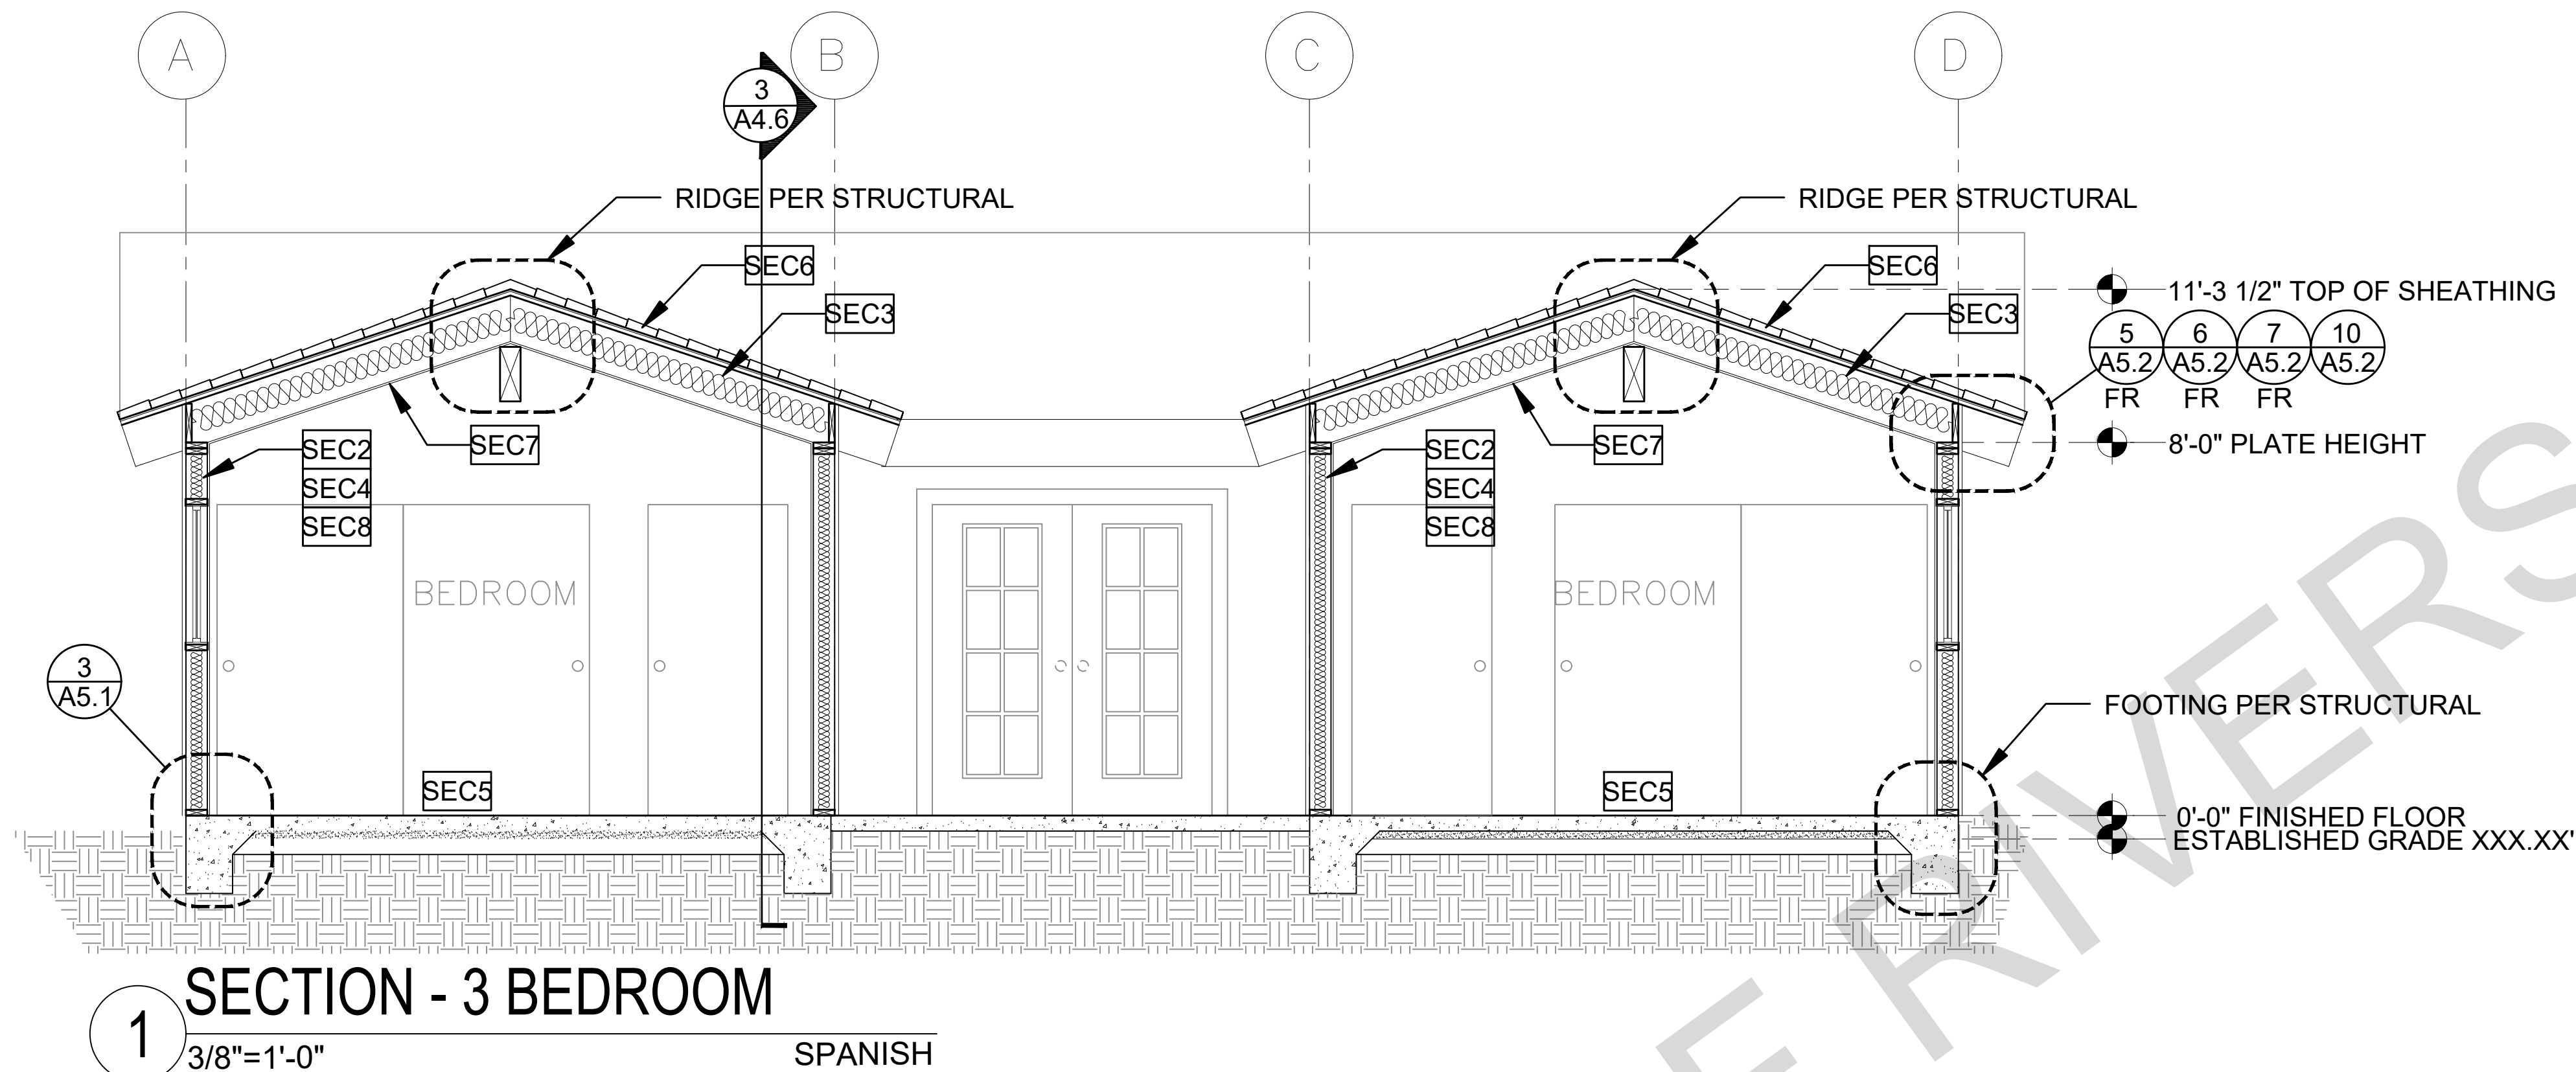 A
B
C
D
3
A4.6
RIDGE PER STRUCTURAL
RIDGE PER STRUCTURAL
SEC6
SEC6
SEC3
SEC3
11'-3 1/2" TOP OF SHEATHING
5
A5.2
FR
6
A5.2
FR
7
A5.2
FR
10
A5.2
8'-0" PLATE HEIGHT
SEC7
SEC7
SEC2
SEC4
SEC8
SEC2
SEC4
SEC8
BEDROOM
BEDROOM
3
A5.1
FOOTING PER STRUCTURAL
SEC5
SEC5
0'-0" FINISHED FLOOR
ESTABLISHED GRADE XXX.XX'
1
SECTION - 3 BEDROOM
3/8"=1'-0"
SPANISH
RIVERS